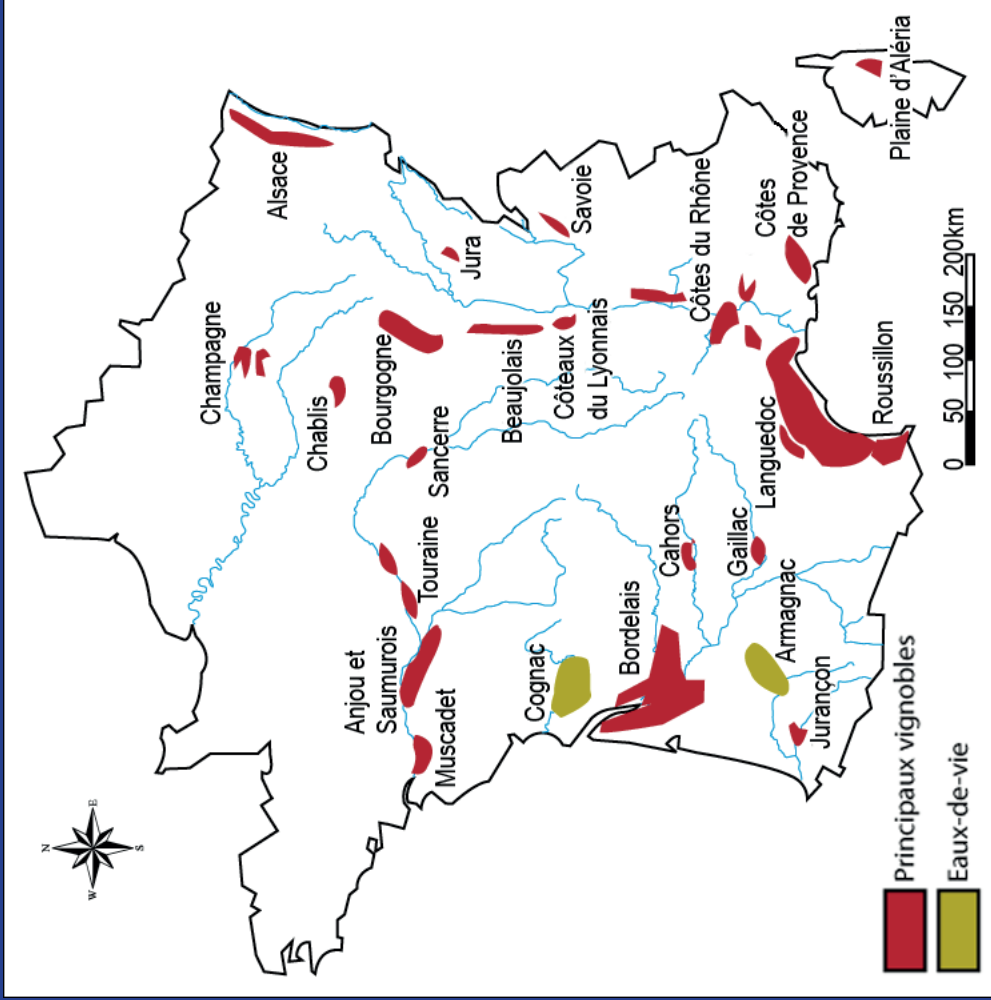 N
W E
S
Champagne
Alsace
Chablis
Anjou et
Saumurois
Bourgogne
Touraine
Sancerre
Muscadet
Jura
Beaujolais
Cognac
Côteaux
du Lyonnais
Savoie
Bordelais
Cahors
Côtes du Rhône
Gaillac
Languedoc
Côtes
de Provence
Armagnac
Jurançon
Roussillon
Plaine d'Aléria
Principaux vignobles
Eaux-de-vie
0 50 100 150 200km